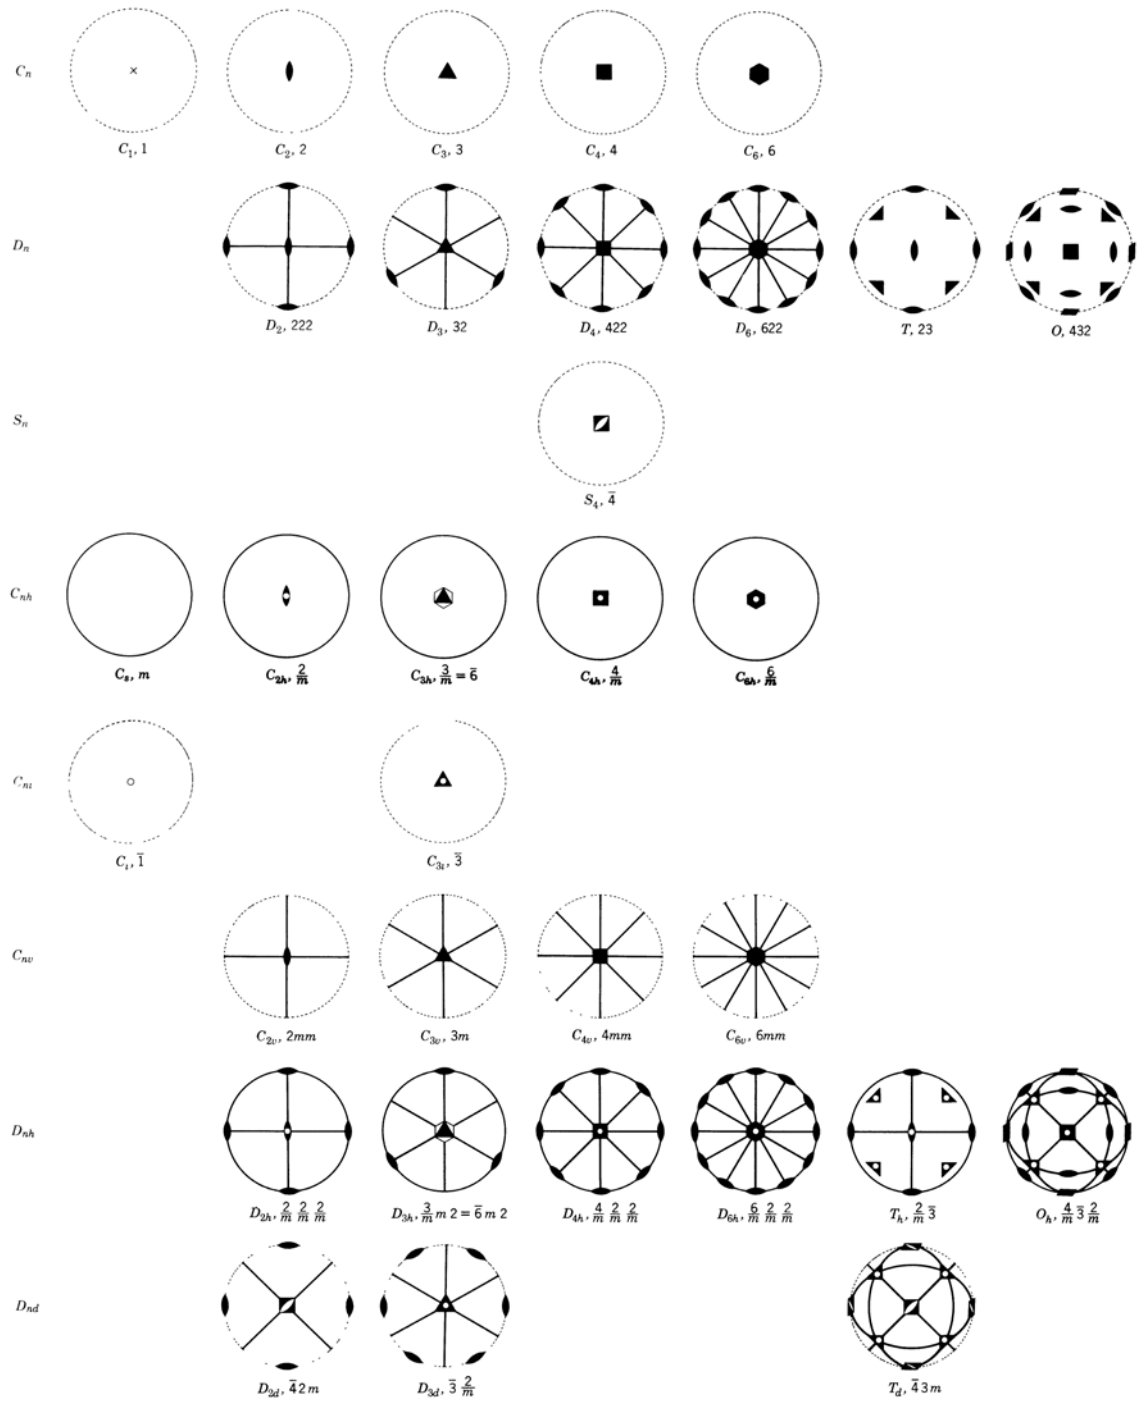 Cₙ
C₁, 1 C₂, 2 C₃, 3 C₄, 4 C₆, 6
Dₙ
D₂, 222 D₃, 32 D₄, 422 D₆, 622 T, 23 O, 432
Sₙ
S₄, 4̅
Cₙₕ
Cₛ, m C₂ₕ, 2/m C₃ₕ, 3/m = 6̅ C₄ₕ, 4/m C₆ₕ, 6/m
Cₙᵢ
Cᵢ, 1̅ C₃ᵢ, 3̅
Cₙᵥ
C₂ᵥ, 2mm C₃ᵥ, 3m C₄ᵥ, 4mm C₆ᵥ, 6mm
Dₙₕ
D₂ₕ, 2/m 2/m 2/m D₃ₕ, 3/m m 2 = 6̅ m 2 D₄ₕ, 4/m 2/m 2/m D₆ₕ, 6/m 2/m 2/m Tₕ, 2/m 3̅ Oₕ, 4/m 3̅ 2/m
Dnd
D2d, 4̅ 2 m D3d, 3̅ 2/m Td, 4̅ 3 m